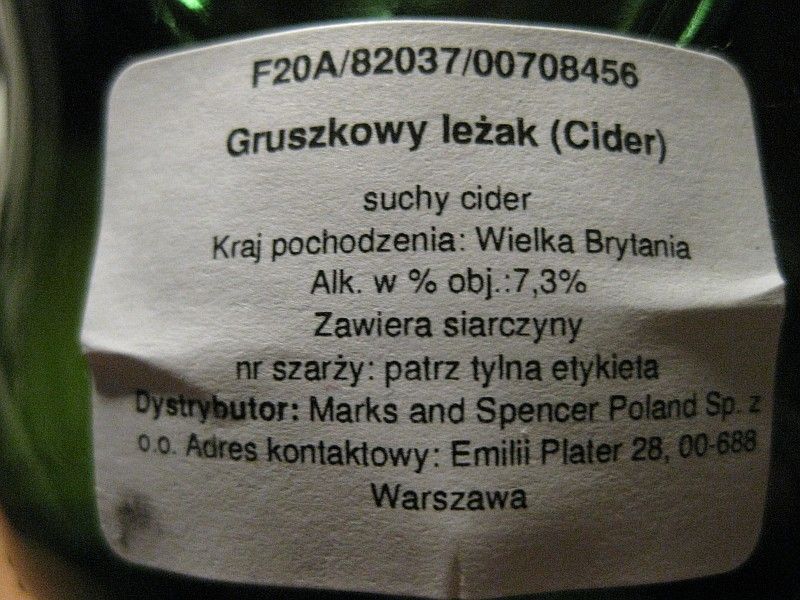 F20A/82037/00708456
Gruszkowy leżak (Cider)
suchy cider
Kraj pochodzenia: Wielka Brytania
Alk. w % obj.:7,3%
Zawiera siarczyny
nr szarży: patrz tylna etykieta
Dystrybutor: Marks and Spencer Poland Sp. z
o.o. Adres kontaktowy: Emilii Plater 28, 00-688
Warszawa